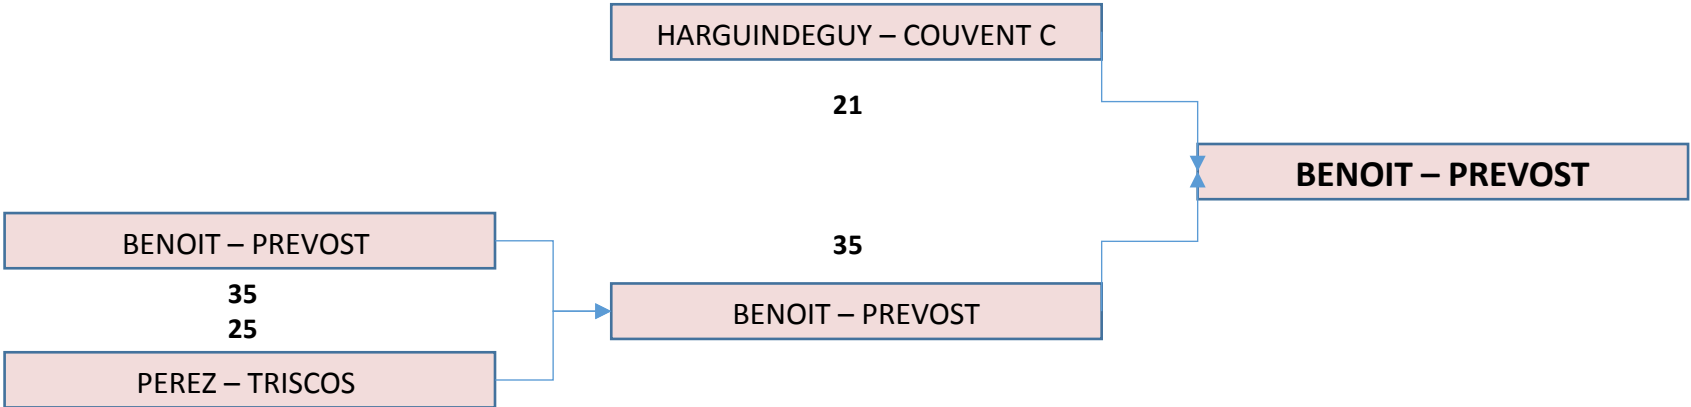 HARGUINDEGUY – COUVENT C
21
BENOIT – PREVOST
BENOIT – PREVOST
35
35
25
BENOIT – PREVOST
PEREZ – TRISCOS